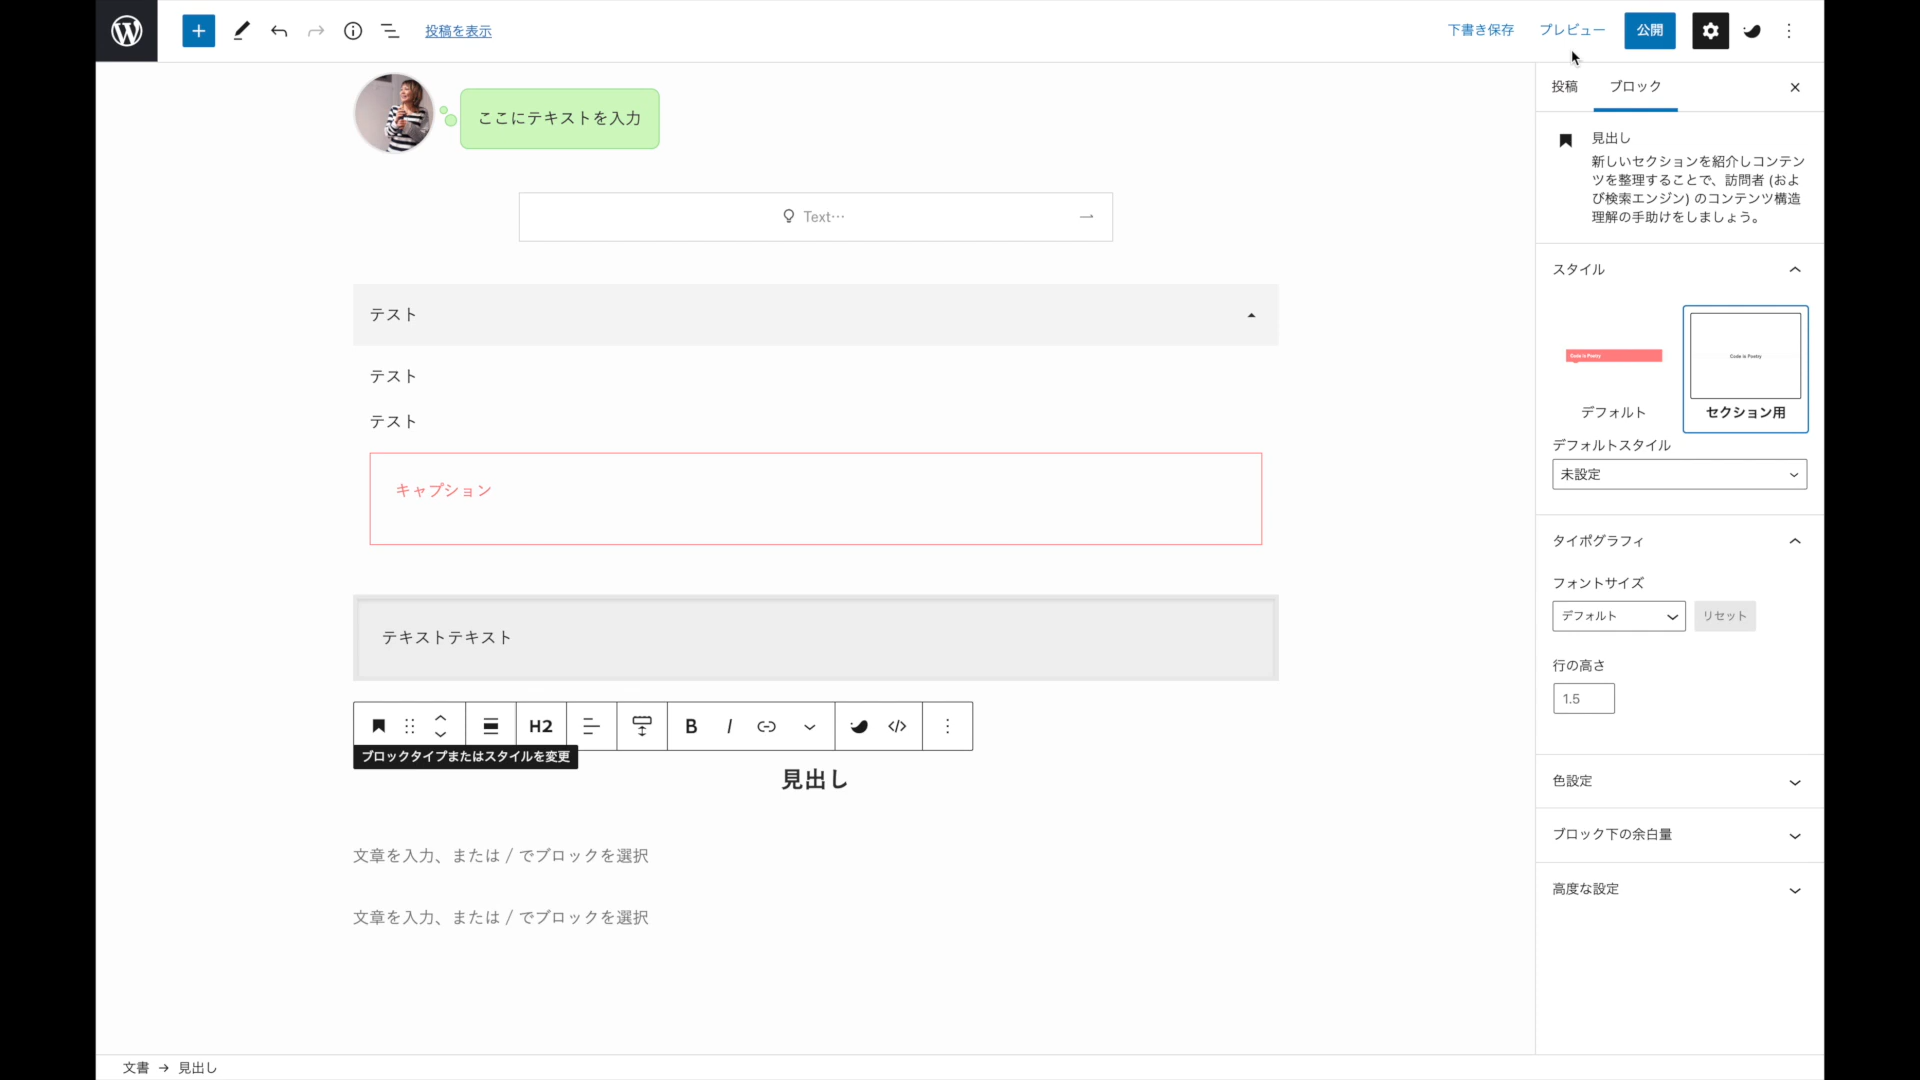 投稿を表示
下書き保存
プレビュー
公開
ここにテキストを入力
Text…
テスト
テスト
テスト
キャプション
テキストテキスト
H2
B
I
ブロックタイプまたはスタイルを変更
見出し
文章を入力、または / でブロックを選択
文章を入力、または / でブロックを選択
文書 → 見出し
投稿
ブロック
見出し
新しいセクションを紹介しコンテン
ツを整理することで、訪問者 (およ
び検索エンジン) のコンテンツ構造
理解の手助けをしましょう。
スタイル
Code is Poetry
Code is Poetry
デフォルト
セクション用
デフォルトスタイル
未設定
タイポグラフィ
フォントサイズ
デフォルト
リセット
行の高さ
1.5
色設定
ブロック下の余白量
高度な設定